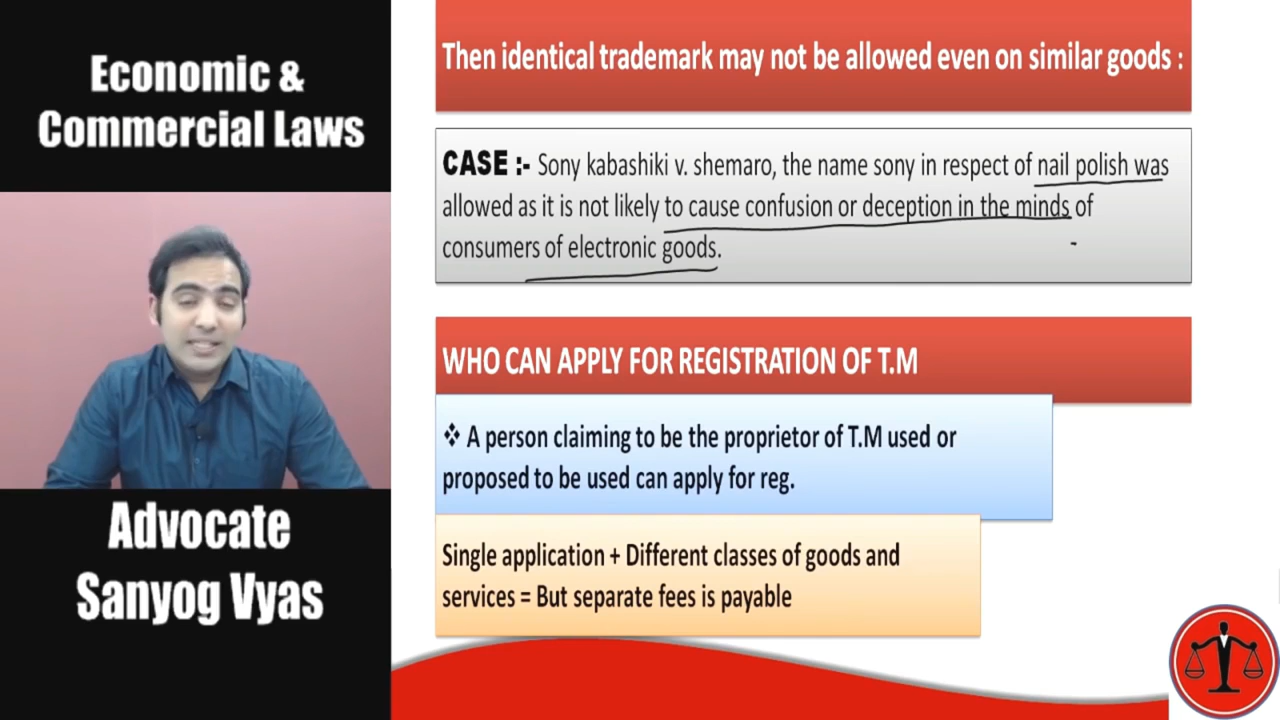 Economic &
Commercial Laws
Advocate
Sanyog Vyas
Then identical trademark may not be allowed even on similar goods :
CASE :- Sony kabashiki v. shemaro, the name sony in respect of nail polish was
allowed as it is not likely to cause confusion or deception in the minds of
consumers of electronic goods.
WHO CAN APPLY FOR REGISTRATION OF T.M
❖ A person claiming to be the proprietor of T.M used or
proposed to be used can apply for reg.
Single application + Different classes of goods and
services = But separate fees is payable